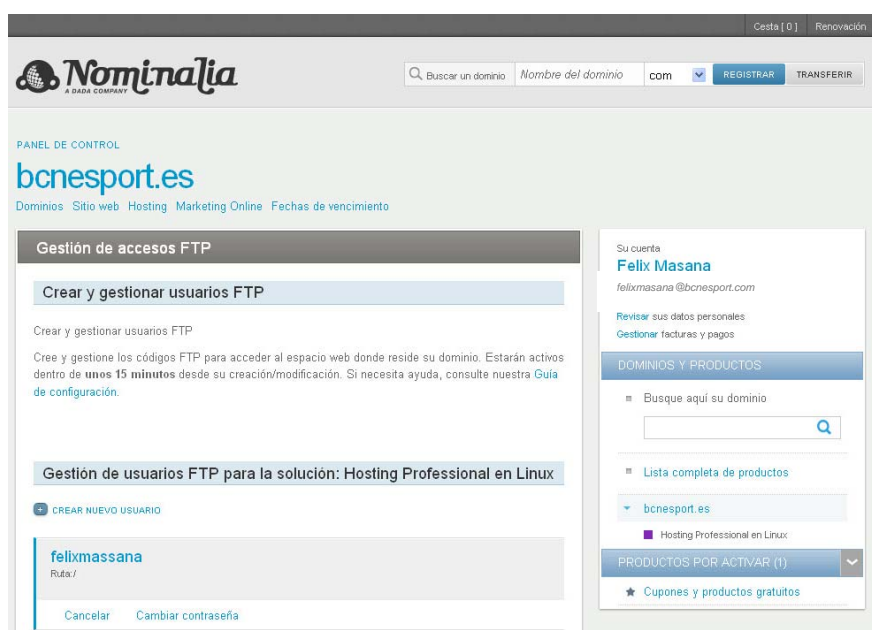 Cesta [ 0 ] Renovación
Nominalia
A DADA COMPANY
Buscar un dominio Nombre del dominio com REGISTRAR TRANSFERIR
PANEL DE CONTROL
bcnesport.es
Dominios Sitio web Hosting Marketing Online Fechas de vencimiento
Gestión de accesos FTP
Crear y gestionar usuarios FTP
Crear y gestionar usuarios FTP
Cree y gestione los códigos FTP para acceder al espacio web donde reside su dominio. Estarán activos
dentro de unos 15 minutos desde su creación/modificación. Si necesita ayuda, consulte nuestra Guía
de configuración.
Gestión de usuarios FTP para la solución: Hosting Professional en Linux
CREAR NUEVO USUARIO
felixmassana
Ruta:/
Cancelar Cambiar contraseña
Su cuenta
Felix Masana
felixmasana@bcnesport.com
Revisar sus datos personales
Gestionar facturas y pagos
DOMINIOS Y PRODUCTOS
Busque aquí su dominio
Lista completa de productos
bcnesport.es
Hosting Professional en Linux
PRODUCTOS POR ACTIVAR (1)
Cupones y productos gratuitos